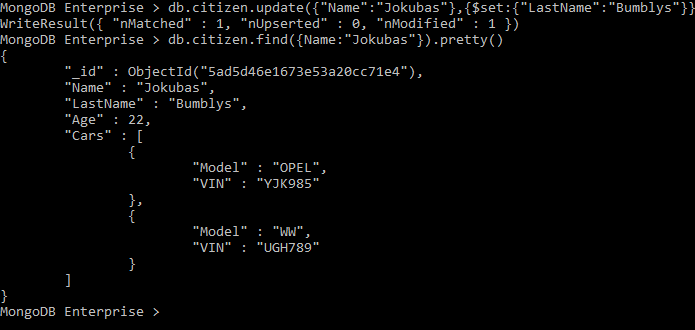 MongoDB Enterprise > db.citizen.update({"Name":"Jokubas"},{$set:{"LastName":"Bumblys"}}
WriteResult({ "nMatched" : 1, "nUpserted" : 0, "nModified" : 1 })
MongoDB Enterprise > db.citizen.find({Name:"Jokubas"}).pretty()
{
        "_id" : ObjectId("5ad5d46e1673e53a20cc71e4"),
        "Name" : "Jokubas",
        "LastName" : "Bumblys",
        "Age" : 22,
        "Cars" : [
                {
                        "Model" : "OPEL",
                        "VIN" : "YJK985"
                },
                {
                        "Model" : "WW",
                        "VIN" : "UGH789"
                }
        ]
}
MongoDB Enterprise >